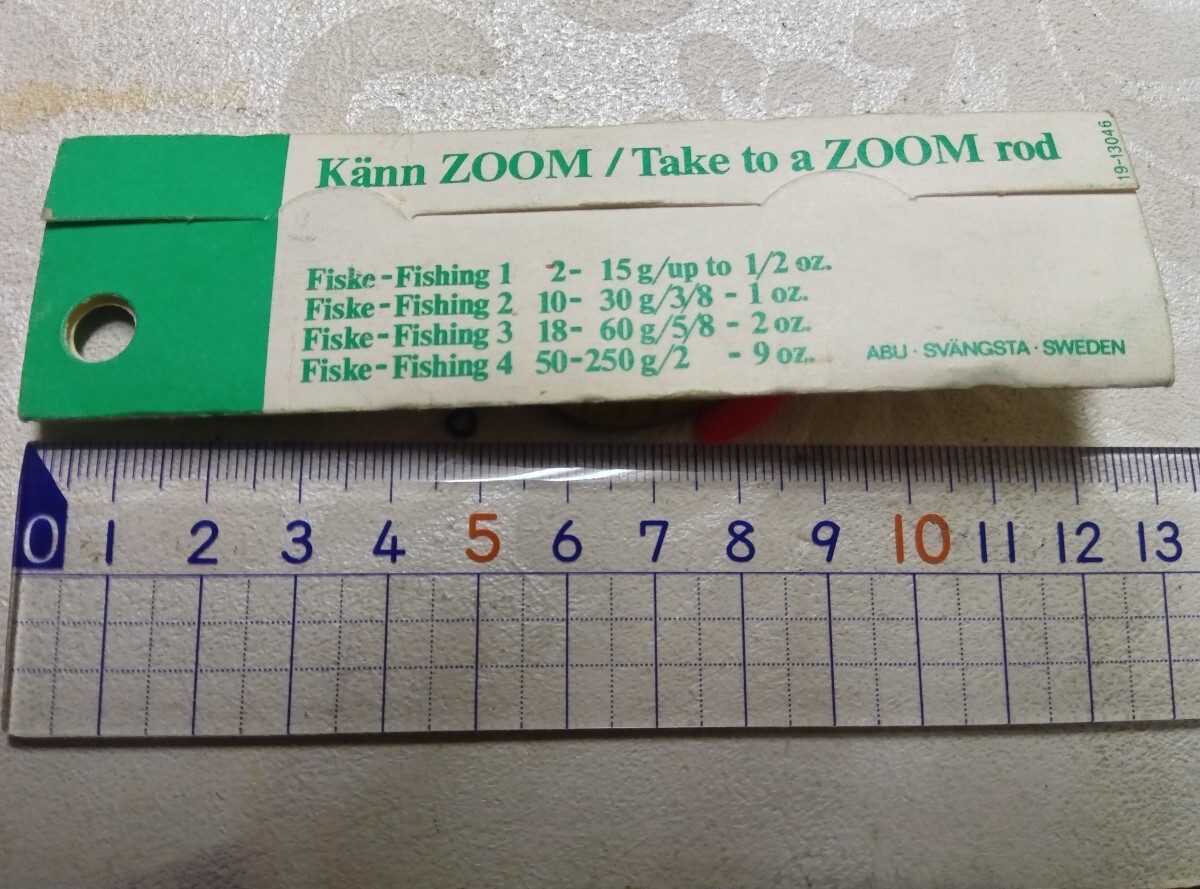 Känn ZOOM / Take to a ZOOM rod
19-13046
Fiske-Fishing 1 2- 15 g/up to 1/2 oz.
Fiske-Fishing 2 10- 30 g/3/8 - 1 oz.
Fiske-Fishing 3 18- 60 g/5/8 - 2 oz.
Fiske-Fishing 4 50-250 g/2 - 9 oz.
ABU · SVÄNGSTA · SWEDEN
0 1 2 3 4 5 6 7 8 9 10 11 12 13